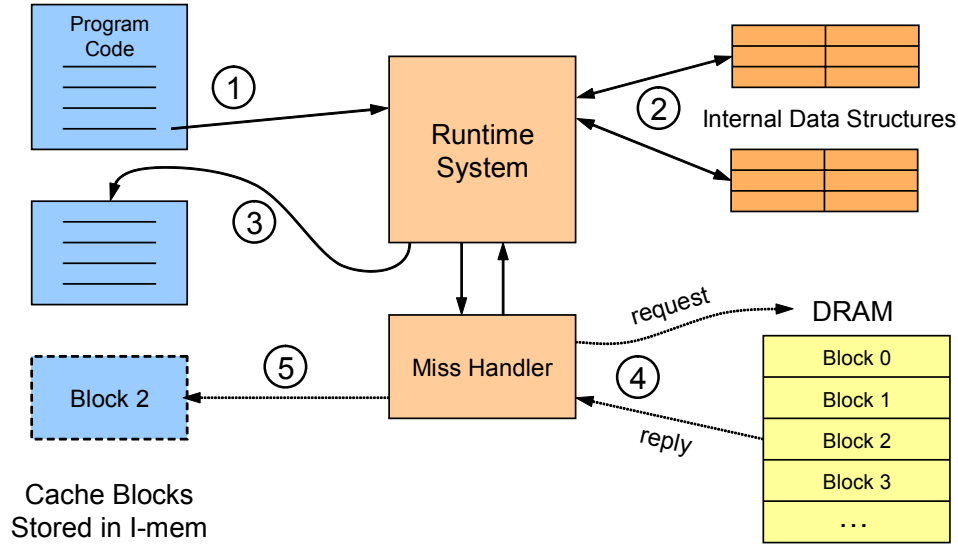 Program
Code
1
Runtime
System
2
Internal Data Structures
3
request
DRAM
Miss Handler
4
reply
Block 0
Block 1
Block 2
Block 3
...
5
Block 2
Cache Blocks
Stored in I-mem